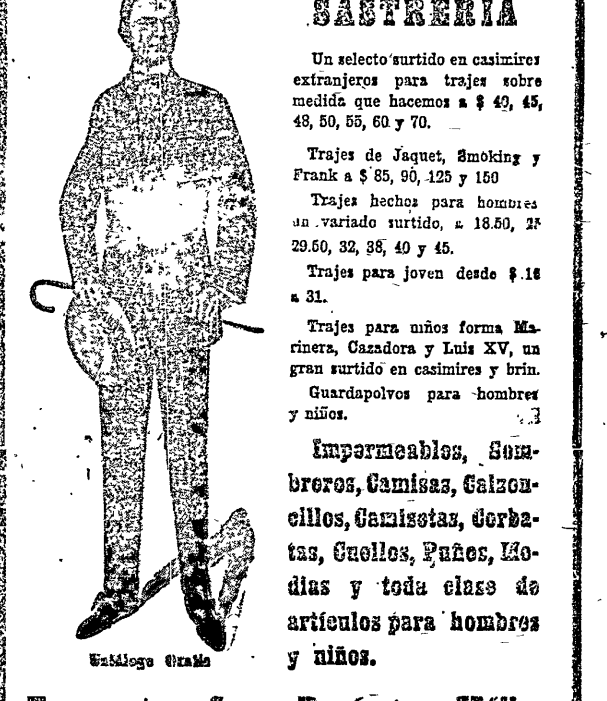 SASTRERIA
Un selecto surtido en casimires
extranjeros para trajes sobre
medida que hacemos a $ 40, 45,
48, 50, 55, 60 y 70.
Trajes de Jaquet, Smoking y
Frank a $ 85, 90, 125 y 150
Trajes hechos para hombres
un variado surtido, a 18.50, 25
29.50, 32, 38, 40 y 45.
Trajes para joven desde $ 16
a 31.
Trajes para niños forma Ma-
rinera, Cazadora y Luis XV, un
gran surtido en casimires y brin.
Guardapolvos para hombres
y niños.
Impermeables, Som-
breros, Camisas, Calzon-
cillos, Camisetas, Corba-
tas, Cuellos, Puños, Me-
dias y toda clase de
artículos para hombres
y niños.
Catálogo Gratis